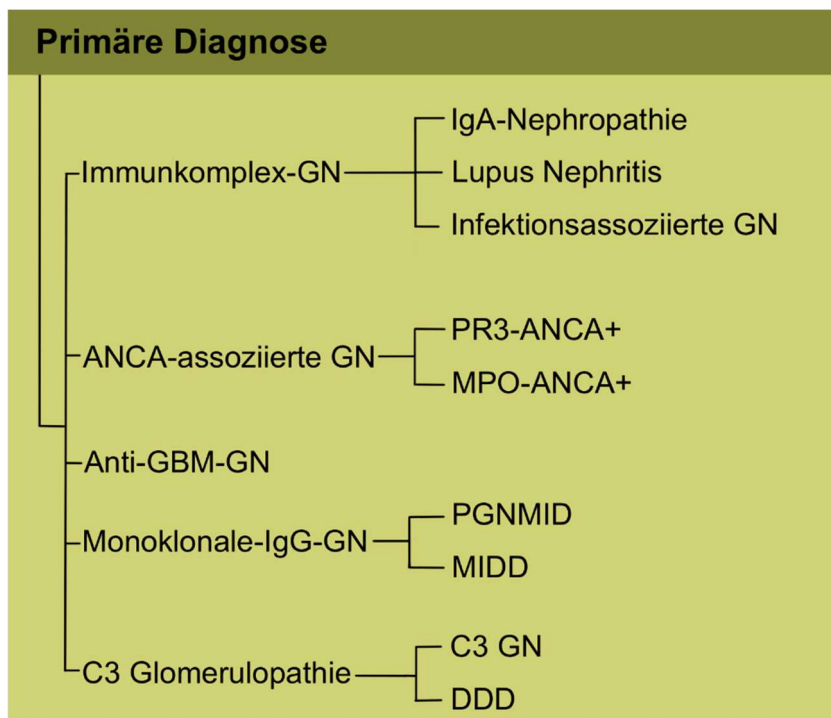 Primäre Diagnose
Immunkomplex-GN
IgA-Nephropathie
Lupus Nephritis
Infektionsassoziierte GN
ANCA-assoziierte GN
PR3-ANCA+
MPO-ANCA+
Anti-GBM-GN
Monoklonale-IgG-GN
PGNMID
MIDD
C3 Glomerulopathie
C3 GN
DDD